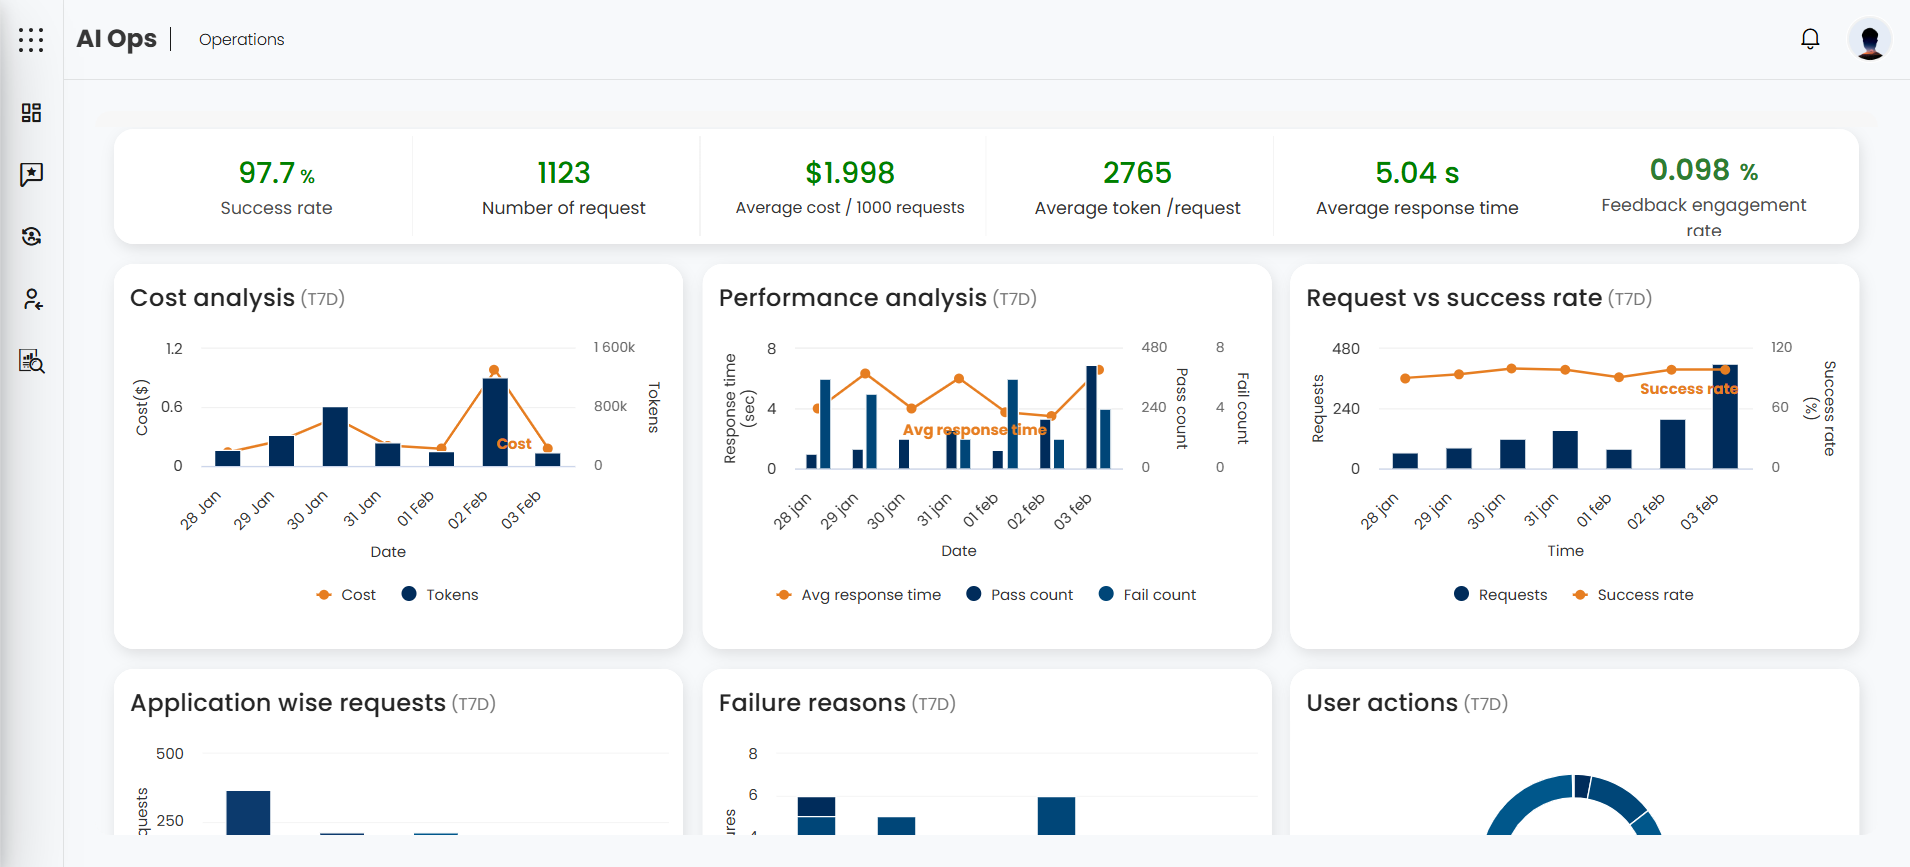 AI Ops
Operations
97.7 %
Success rate
1123
Number of request
$1.998
Average cost / 1000 requests
2765
Average token /request
5.04 s
Average response time
0.098 %
Feedback engagement
rate
Cost analysis (T7D)
1.2
0.6
0
Cost($)
1 600k
800k
0
Tokens
Cost
28 Jan
29 Jan
30 Jan
31 Jan
01 Feb
02 Feb
03 Feb
Date
Cost
Tokens
Performance analysis (T7D)
8
4
0
Response time
(sec)
480
240
0
Pass count
8
4
0
Fail count
Avg response time
28 jan
29 jan
30 jan
31 jan
01 feb
02 feb
03 feb
Date
Avg response time
Pass count
Fail count
Request vs success rate (T7D)
480
240
0
Requests
120
60
0
Success rate
(%)
Success rate
28 jan
29 jan
30 jan
31 jan
01 feb
02 feb
03 feb
Time
Requests
Success rate
Application wise requests (T7D)
500
250
Failure reasons (T7D)
8
6
User actions (T7D)